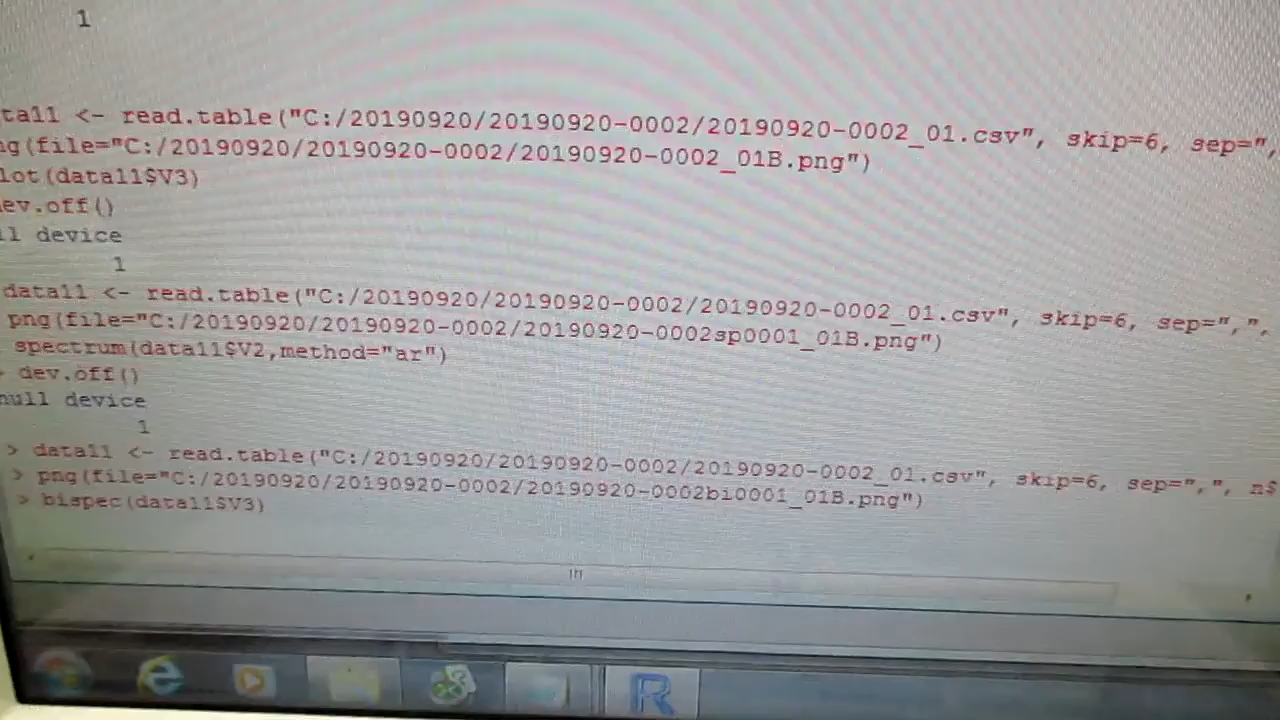 1
ta11 <- read.table("C:/20190920/20190920-0002/20190920-0002_01.csv", skip=6, sep=",
ng(file="C:/20190920/20190920-0002/20190920-0002_01B.png")
lot(data11$V3)
ev.off()
ll device
1
data11 <- read.table("C:/20190920/20190920-0002/20190920-0002_01.csv", skip=6, sep=",",
png(file="C:/20190920/20190920-0002/20190920-0002sp0001_01B.png")
spectrum(data11$V2,method="ar")
> dev.off()
null device
1
> data11 <- read.table("C:/20190920/20190920-0002/20190920-0002_01.csv", skip=6, sep=",", n$
> png(file="C:/20190920/20190920-0002/20190920-0002bi0001_01B.png")
> bispec(data11$V3)